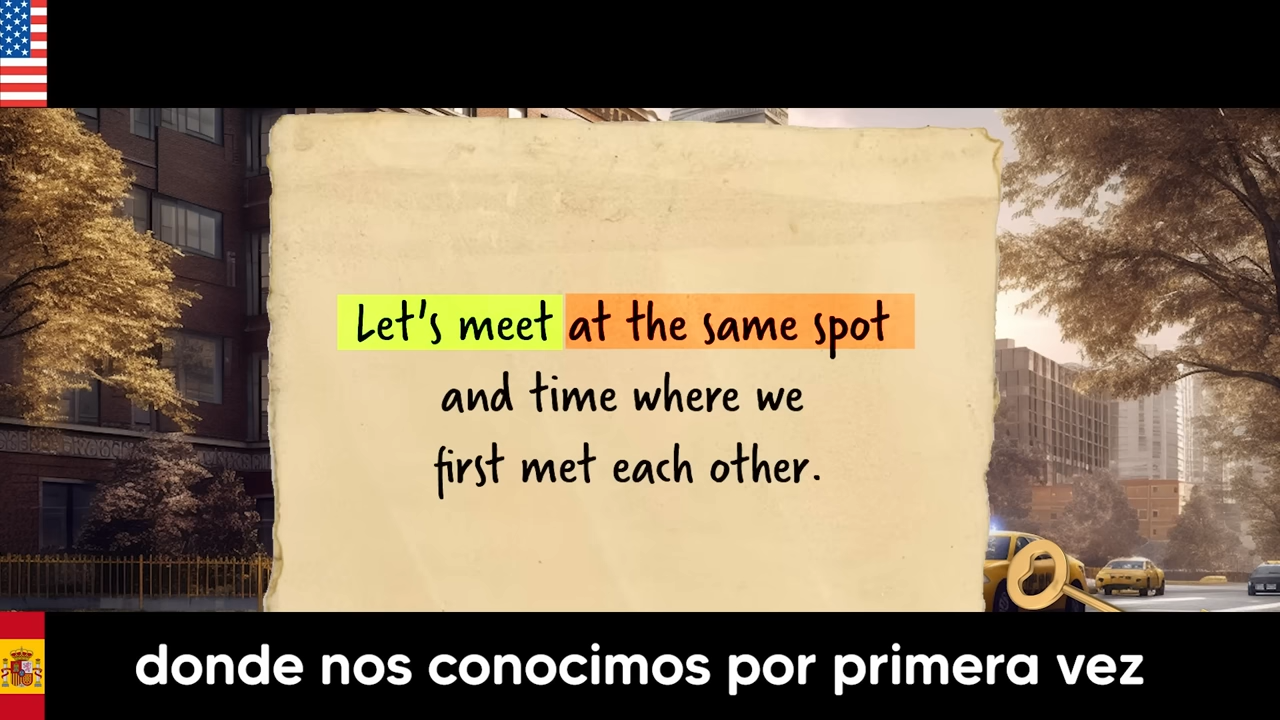 Let's meet at the same spot
and time where we
first met each other.
donde nos conocimos por primera vez